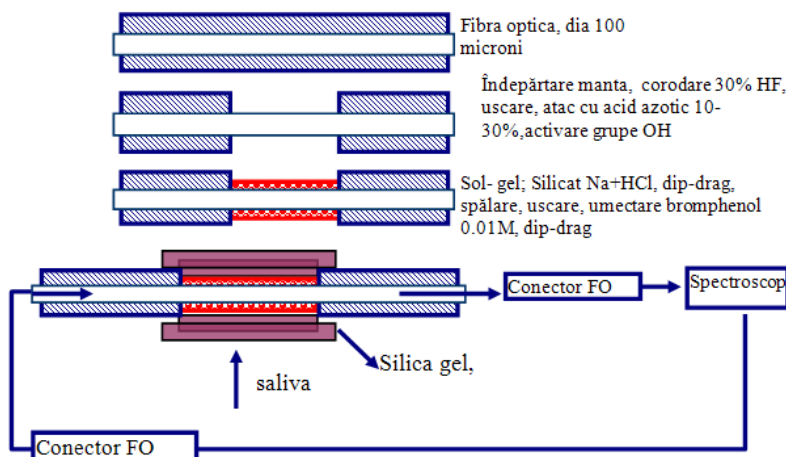 Fibra optica, dia 100
microni
Îndepărtare manta, corodare 30% HF,
uscare, atac cu acid azotic 10-
30%,activare grupe OH
Sol- gel; Silicat Na+HCl, dip-drag,
spălare, uscare, umectare bromphenol
0.01M, dip-drag
Conector FO
Spectroscop
Silica gel,
saliva
Conector FO